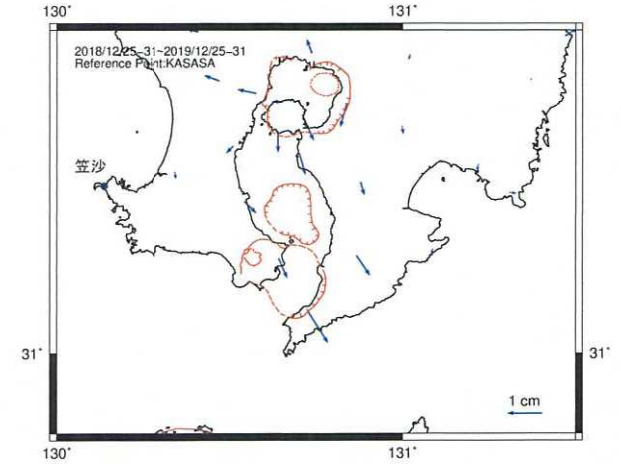 130° 131°
2018/12/25-31~2019/12/25-31
Reference Point:KASASA
笠沙
31° 31°
1 cm
130° 131°